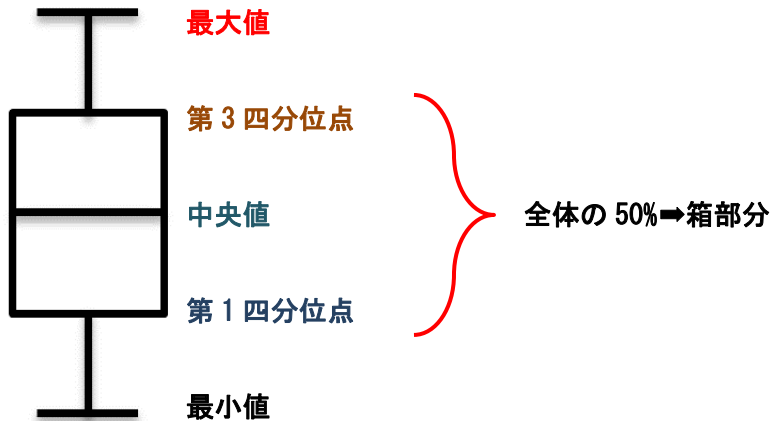 最大値
第3四分位点
中央値
全体の50%➡箱部分
第1四分位点
最小値